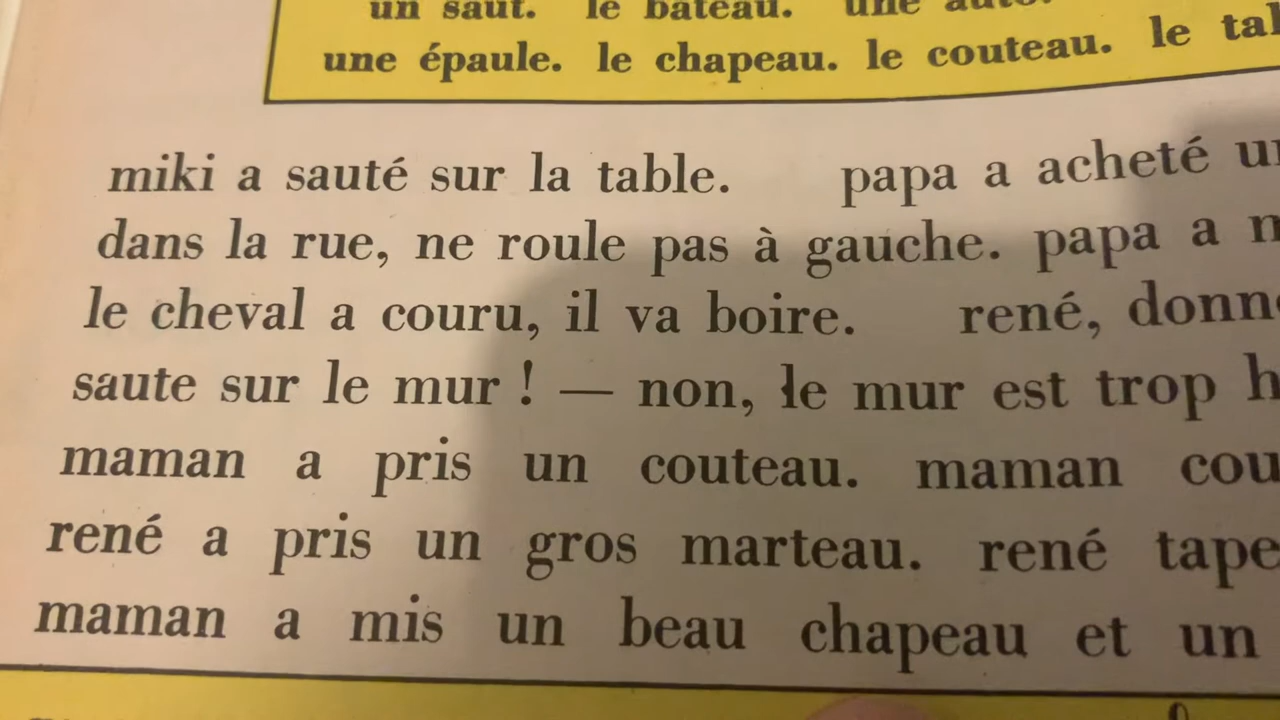 un saut. le bateau. une auto.
une épaule. le chapeau. le couteau. le
miki a sauté sur la table. papa a acheté
dans la rue, ne roule pas à gauche. papa a
le cheval a couru, il va boire. rené,
saute sur le mur ! — non, le mur est trop
maman a pris un couteau. maman
rené a pris un gros marteau. rené tape
maman a mis un beau chapeau et un